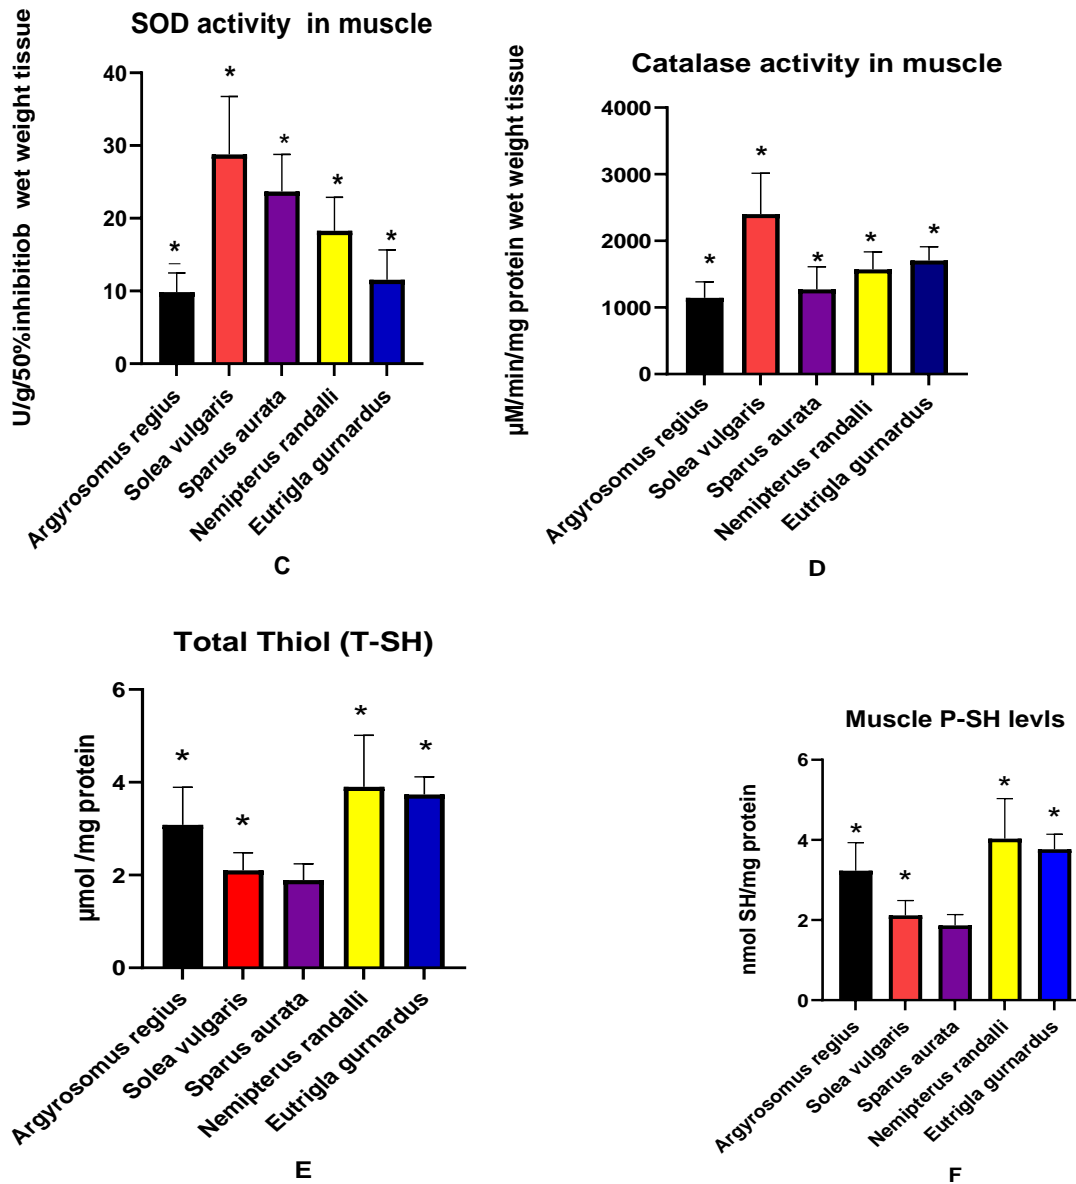 SOD activity in muscle
U/g/50%inhibitiob wet weight tissue
40
30
20
10
0
*
*
*
*
*
Argyrosomus regius
Solea vulgaris
Sparus aurata
Nemipterus randalli
Eutrigla gurnardus
C
Catalase activity in muscle
µM/min/mg protein wet weight tissue
4000
3000
2000
1000
0
*
*
*
*
*
Argyrosomus regius
Solea vulgaris
Sparus aurata
Nemipterus randalli
Eutrigla gurnardus
D
Total Thiol (T-SH)
µmol /mg protein
6
4
2
0
*
*
*
*
Argyrosomus regius
Solea vulgaris
Sparus aurata
Nemipterus randalli
Eutrigla gurnardus
E
Muscle P-SH levls
nmol SH/mg protein
6
4
2
0
*
*
*
*
Argyrosomus regius
Solea vulgaris
Sparus aurata
Nemipterus randalli
Eutrigla gurnardus
F